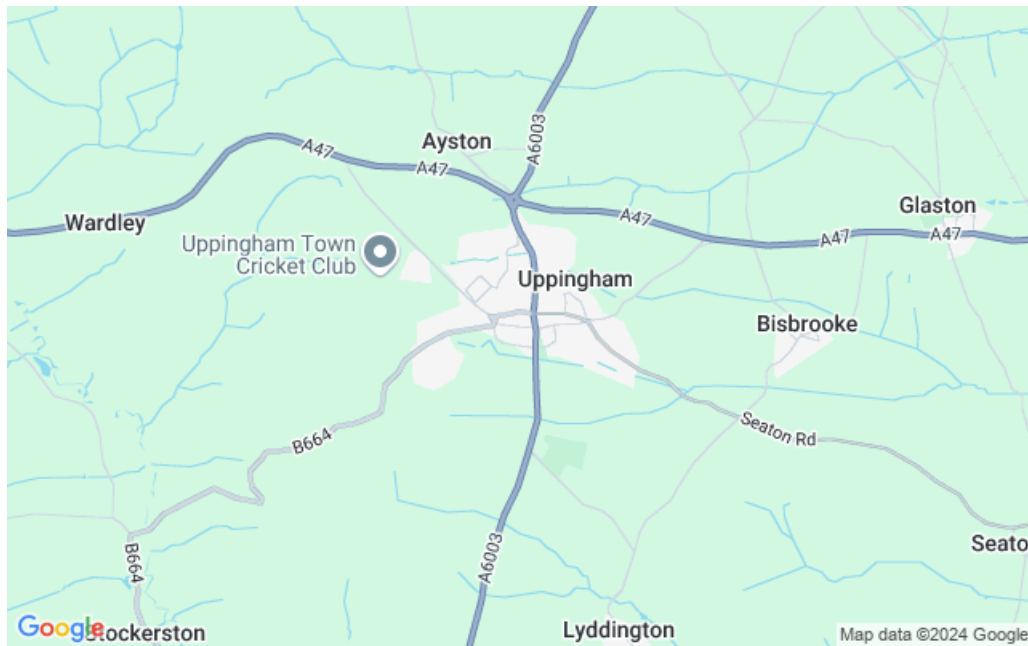 A6003
Ayston
A47
A47
Glaston
Wardley
A47
A47
A47
Uppingham Town
Cricket Club
Uppingham
Bisbrooke
B664
Seaton Rd
B664
A6003
Seato
Google
Stockerston
Lyddington
Map data ©2024 Google